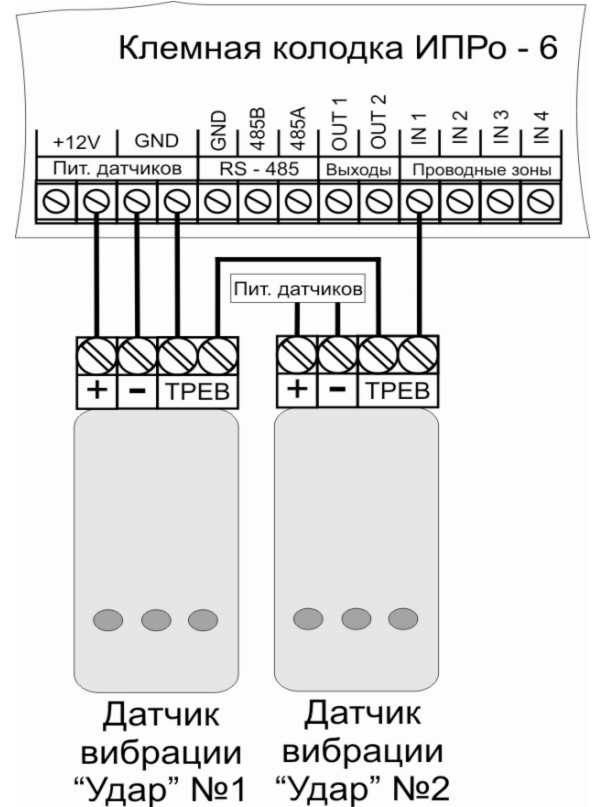 Клемная колодка ИПРо - 6
+12V GND GND 485B 485A OUT 1 OUT 2 IN 1 IN 2 IN 3 IN 4
Пит. датчиков RS - 485 Выходы Проводные зоны
Пит. датчиков
+ - ТРЕВ + - ТРЕВ
Датчик
вибрации
“Удар” №1
Датчик
вибрации
“Удар” №2